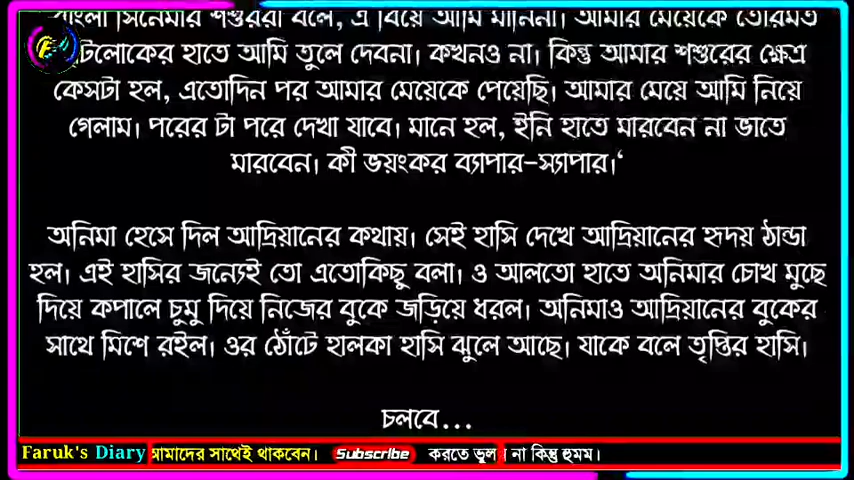 বাংলা সিনেমার শশুররা বলে, এ বিয়ে আমি মানিনা। আমার মেয়েকে তোরমত
হাতে আমি তুলে দেবনা। কখনও না। কিন্তু আমার শশুরের ক্ষেত্র
কেসটা হল, এতোদিন পর আমার মেয়েকে পেয়েছি। আমার মেয়ে আমি নিয়ে
গেলাম। পরের টা পরে দেখা যাবে। মানে হল, ইনি হাতে মারবেন না ভাতে
মারবেন। কী ভয়ংকর ব্যাপার-স্যাপার।‘
অনিমা হেসে দিল আদ্রিয়ানের কথায়। সেই হাসি দেখে আদ্রিয়ানের হৃদয় ঠান্ডা
হল। এই হাসির জন্যেই তো এতোকিছু বলা। ও আলতো হাতে অনিমার চোখ মুছে
দিয়ে কপালে চুমু দিয়ে নিজের বুকে জড়িয়ে ধরল। অনিমাও আদ্রিয়ানের বুকের
সাথে মিশে রইল। ওর ঠোঁটে হালকা হাসি ঝুলে আছে। যাকে বলে তৃপ্তির হাসি।
চলবে...
Faruk's Diary আমাদের সাথেই থাকবেন। Subscribe করতে ভুল না কিন্তু হুমম।